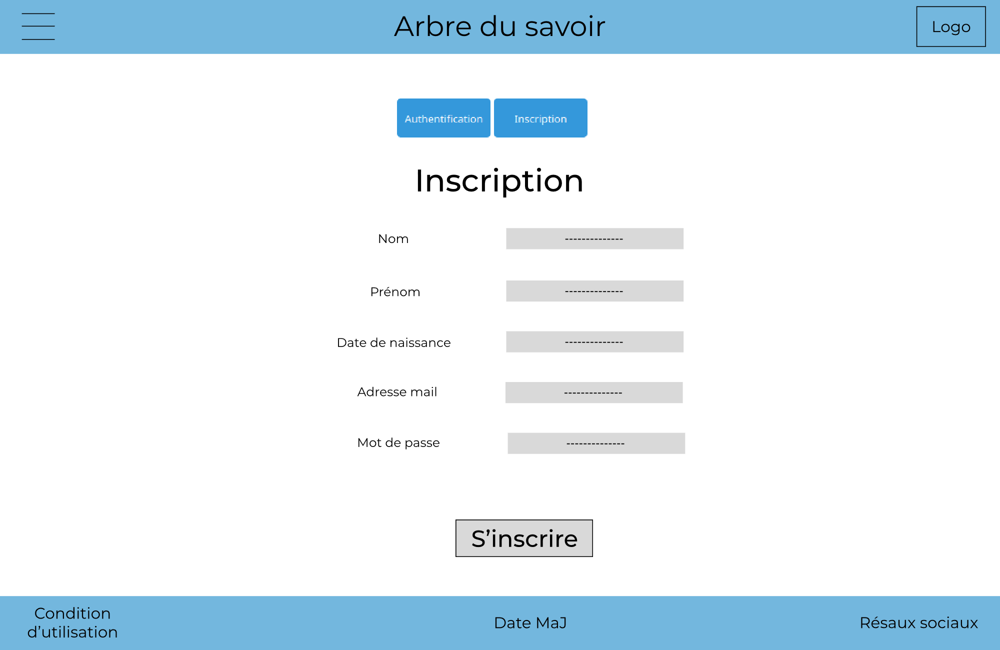 Arbre du savoir
Logo
Authentification
Inscription
Inscription
Nom
--------------
Prénom
--------------
Date de naissance
--------------
Adresse mail
--------------
Mot de passe
--------------
S’inscrire
Condition
d’utilisation
Date MaJ
Résaux sociaux